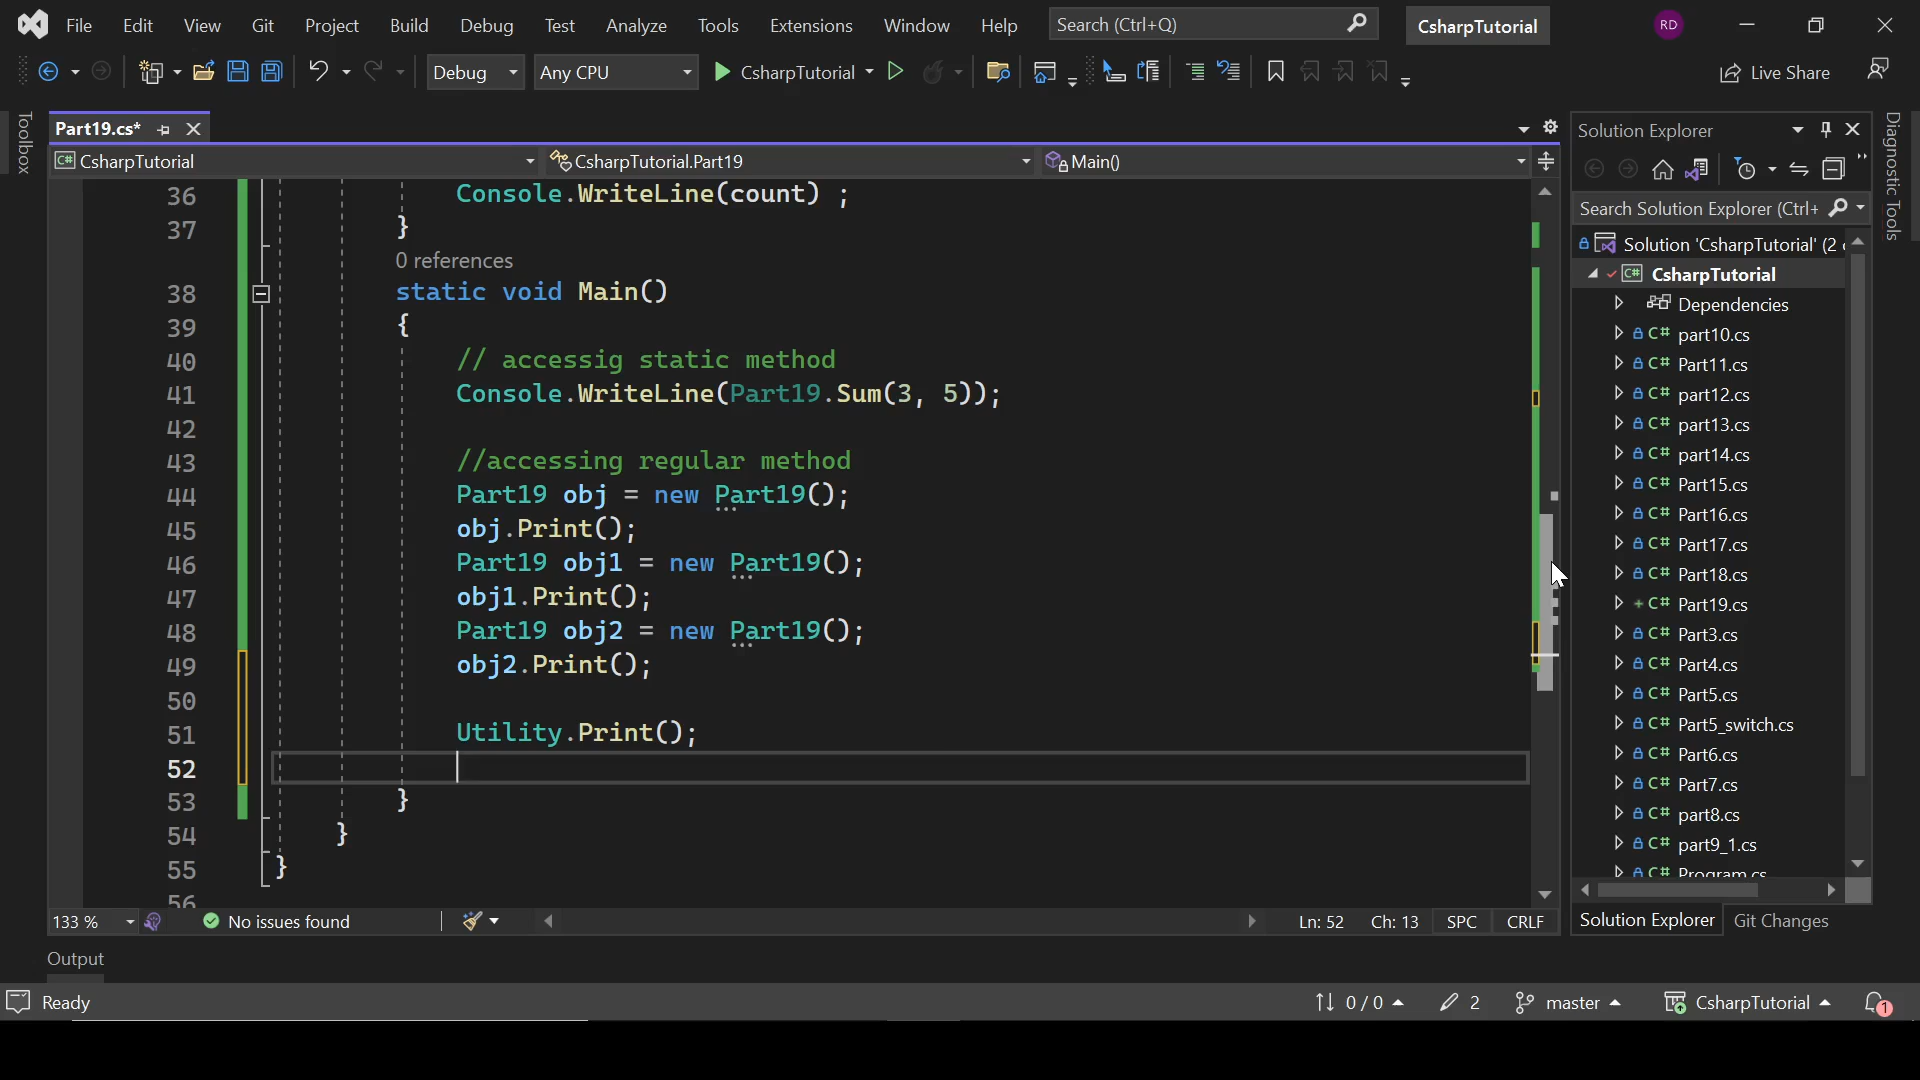 File Edit View Git Project Build Debug Test Analyze Tools Extensions Window Help Search (Ctrl+Q) CsharpTutorial RD
Debug Any CPU CsharpTutorial Live Share
Toolbox
Part19.cs*
CsharpTutorial CsharpTutorial.Part19 Main()
36 Console.WriteLine(count) ;
37 }
0 references
38 static void Main()
39 {
40 // accessig static method
41 Console.WriteLine(Part19.Sum(3, 5));
42
43 //accessing regular method
44 Part19 obj = new Part19();
45 obj.Print();
46 Part19 obj1 = new Part19();
47 obj1.Print();
48 Part19 obj2 = new Part19();
49 obj2.Print();
50
51 Utility.Print();
52
53 }
54 }
55 }
56
133 % No issues found Ln: 52 Ch: 13 SPC CRLF
Solution Explorer
Search Solution Explorer (Ctrl+
Solution 'CsharpTutorial' (2
C# CsharpTutorial
Dependencies
C# part10.cs
C# Part11.cs
C# part12.cs
C# part13.cs
C# part14.cs
C# Part15.cs
C# Part16.cs
C# Part17.cs
C# Part18.cs
C# Part19.cs
C# Part3.cs
C# Part4.cs
C# Part5.cs
C# Part5_switch.cs
C# Part6.cs
C# Part7.cs
C# part8.cs
C# part9_1.cs
C# Program.cs
Solution Explorer Git Changes
Diagnostic Tools
Output
Ready 0 / 0 2 master CsharpTutorial 1